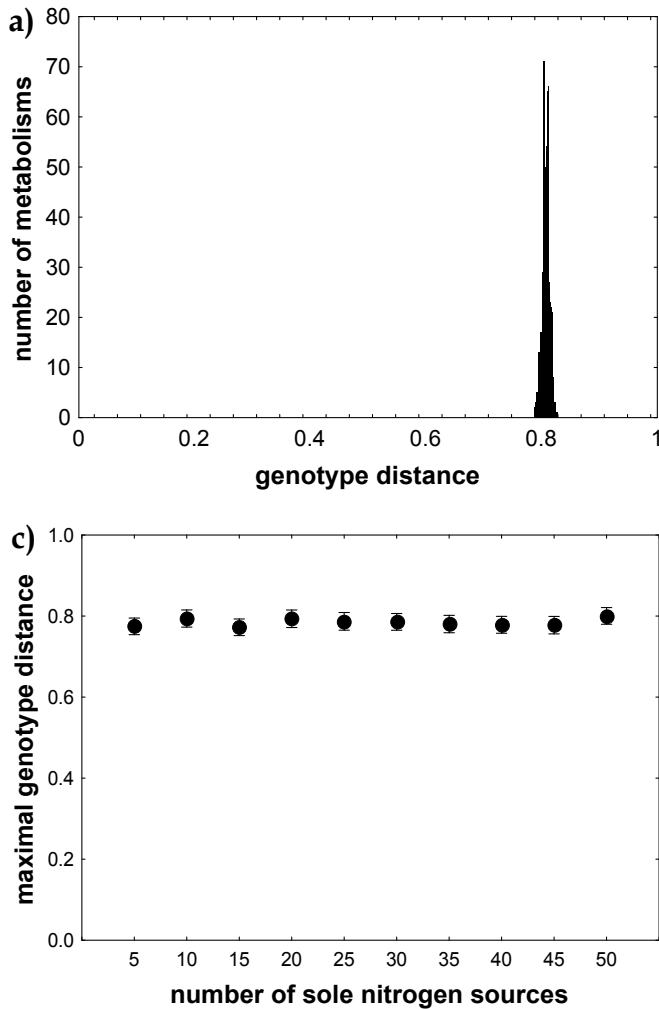 a)
80
70
60
50
40
30
20
10
0
number of metabolisms
0 0.2 0.4 0.6 0.8 1
genotype distance
c)
1.0
0.8
0.6
0.4
0.2
0.0
maximal genotype distance
5 10 15 20 25 30 35 40 45 50
number of sole nitrogen sources